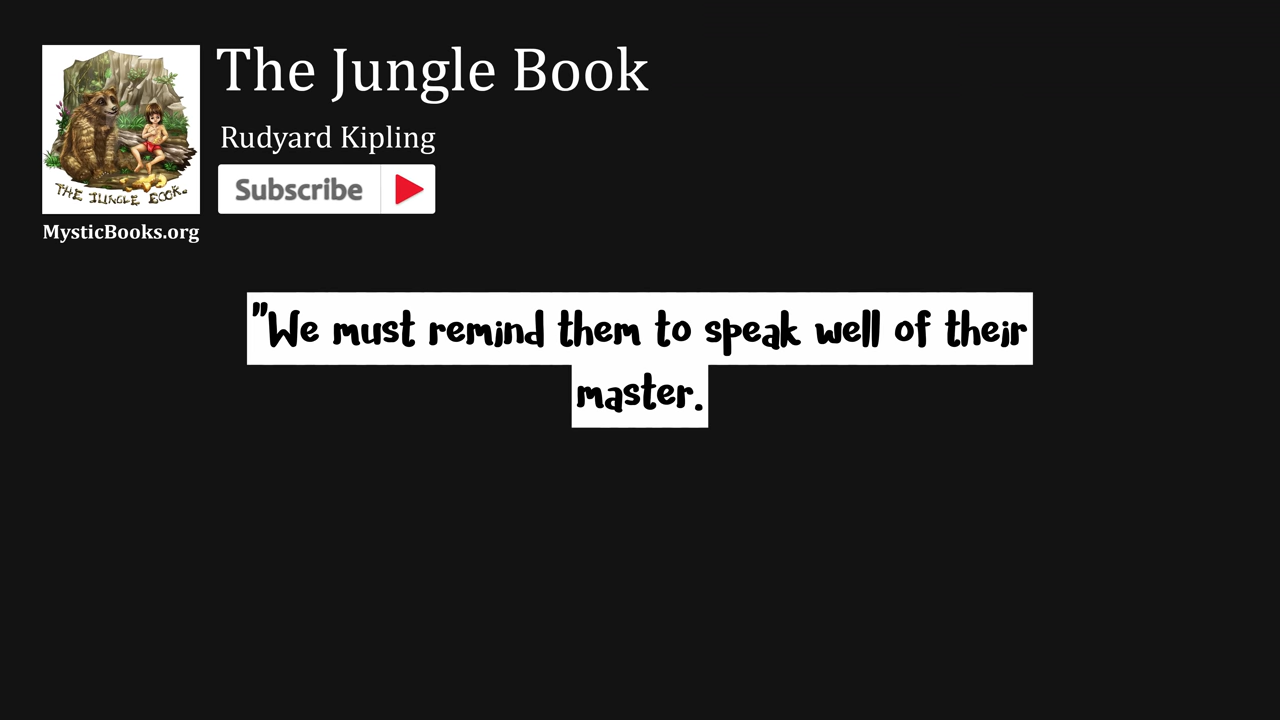 The Jungle Book
Rudyard Kipling
Subscribe
THE JUNGLE BOOK.
MysticBooks.org
"We must remind them to speak well of their
master.